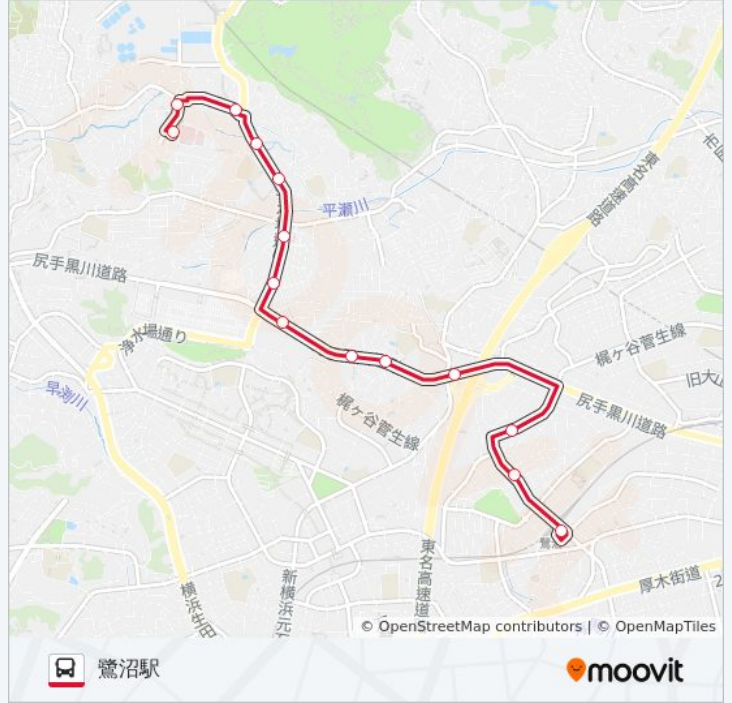 東名高速道路
平瀬川
尻手黒川道路
浄水場通り
梶ヶ谷菅生線
早渕川
旧大山
梶ヶ谷菅生線
尻手黒川道路
鷺沼
東名高速道
厚木街道
2
横浜生田
新横浜元石
© OpenStreetMap contributors | © OpenMapTiles
鷺沼駅
moovit